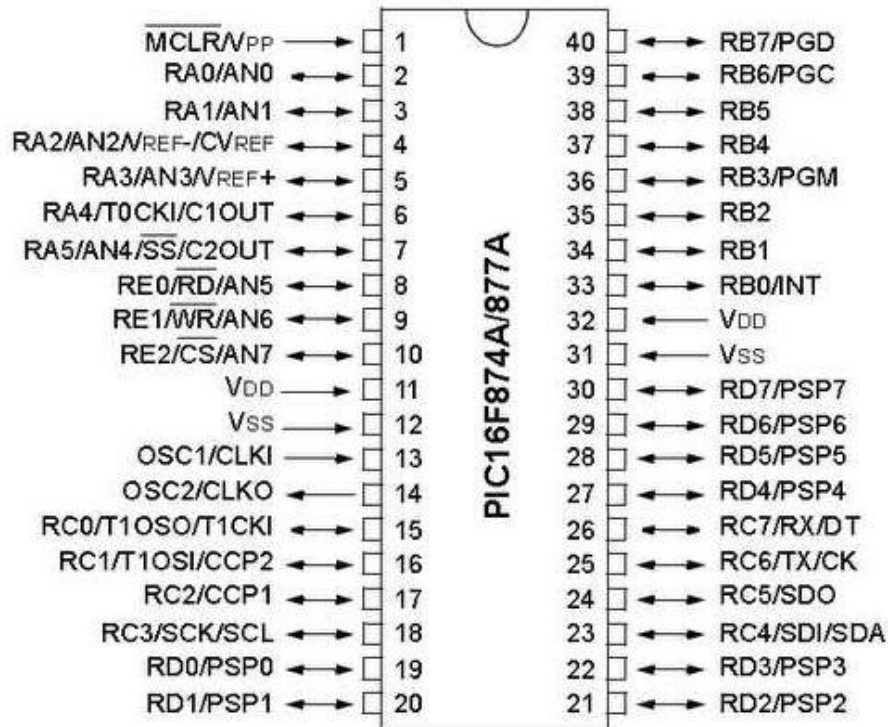 MCLR/VPP 1 40 RB7/PGD
RA0/AN0 2 39 RB6/PGC
RA1/AN1 3 38 RB5
RA2/AN2/VREF-/CVREF 4 37 RB4
RA3/AN3/VREF+ 5 36 RB3/PGM
RA4/T0CKI/C1OUT 6 35 RB2
RA5/AN4/SS/C2OUT 7 34 RB1
RE0/RD/AN5 8 33 RB0/INT
RE1/WR/AN6 9 32 VDD
RE2/CS/AN7 10 31 VSS
VDD 11 30 RD7/PSP7
VSS 12 29 RD6/PSP6
OSC1/CLKI 13 28 RD5/PSP5
OSC2/CLKO 14 27 RD4/PSP4
RC0/T1OSO/T1CKI 15 26 RC7/RX/DT
RC1/T1OSI/CCP2 16 25 RC6/TX/CK
RC2/CCP1 17 24 RC5/SDO
RC3/SCK/SCL 18 23 RC4/SDI/SDA
RD0/PSP0 19 22 RD3/PSP3
RD1/PSP1 20 21 RD2/PSP2
PIC16F874A/877A